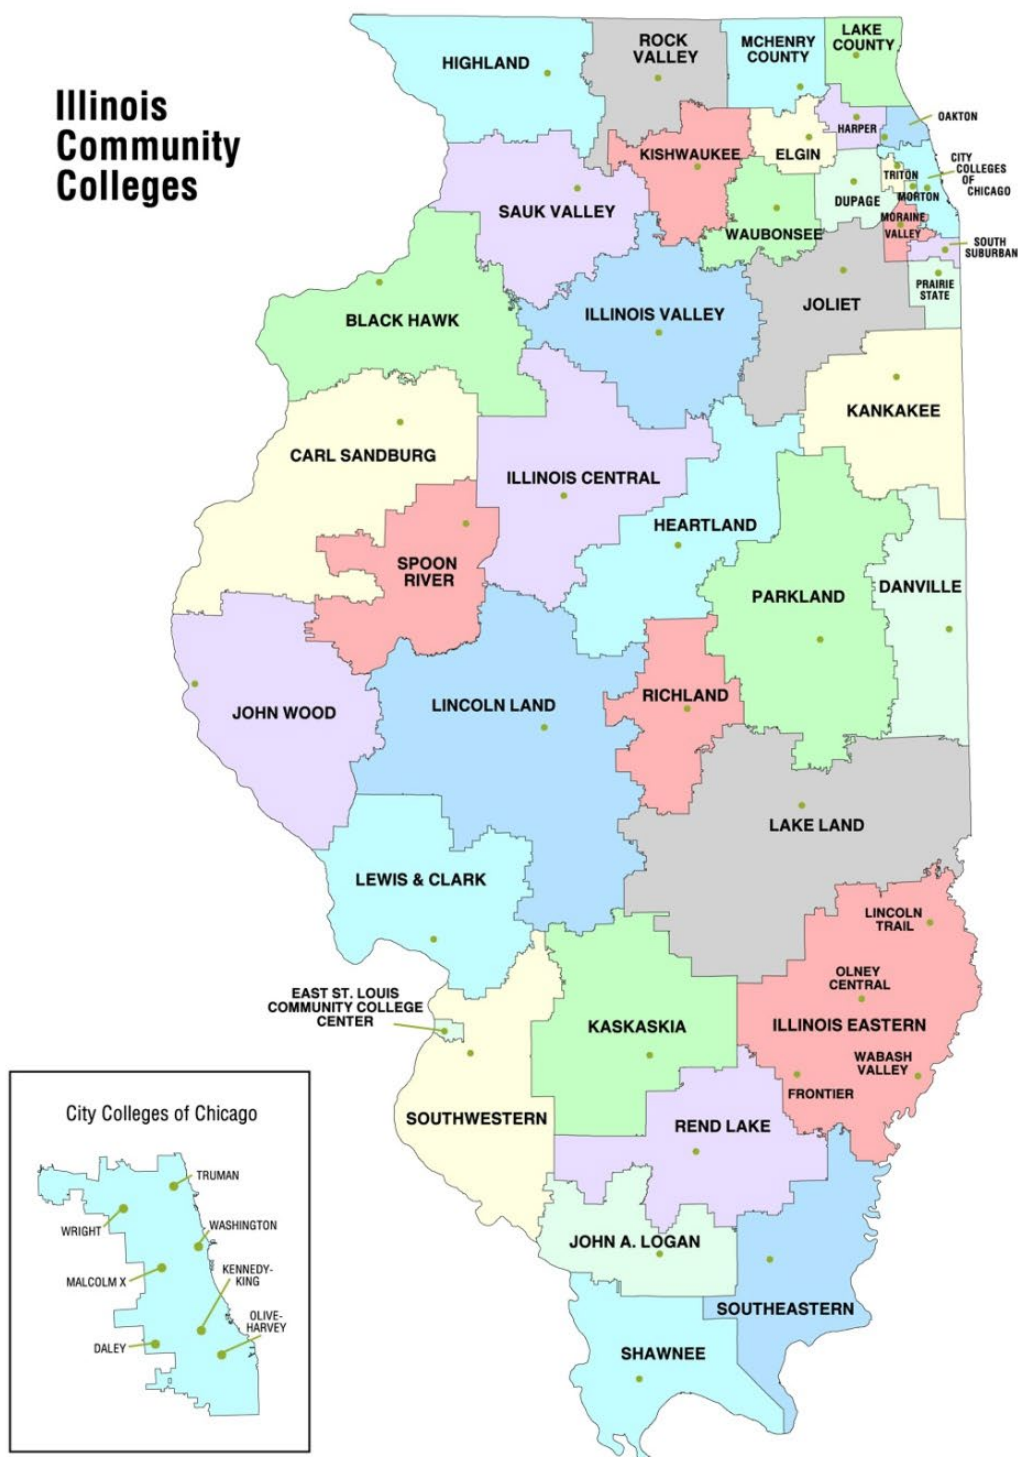 Illinois
Community
Colleges
HIGHLAND
ROCK
VALLEY
MCHENRY
COUNTY
LAKE
COUNTY
OAKTON
HARPER
KISHWAUKEE
ELGIN
CITY
COLLEGES
OF
CHICAGO
TRITON
MORTON
DUPAGE
SAUK VALLEY
MORAINE
VALLEY
WAUBONSEE
SOUTH
SUBURBAN
PRAIRIE
STATE
JOLIET
ILLINOIS VALLEY
BLACK HAWK
KANKAKEE
CARL SANDBURG
ILLINOIS CENTRAL
HEARTLAND
SPOON
RIVER
PARKLAND
DANVILLE
RICHLAND
LINCOLN LAND
JOHN WOOD
LAKE LAND
LEWIS & CLARK
LINCOLN
TRAIL
OLNEY
CENTRAL
EAST ST. LOUIS
COMMUNITY COLLEGE
CENTER
KASKASKIA
ILLINOIS EASTERN
WABASH
VALLEY
FRONTIER
SOUTHWESTERN
REND LAKE
JOHN A. LOGAN
SOUTHEASTERN
SHAWNEE
City Colleges of Chicago
TRUMAN
WRIGHT
WASHINGTON
MALCOLM X
KENNEDY-
KING
OLIVE-
HARVEY
DALEY